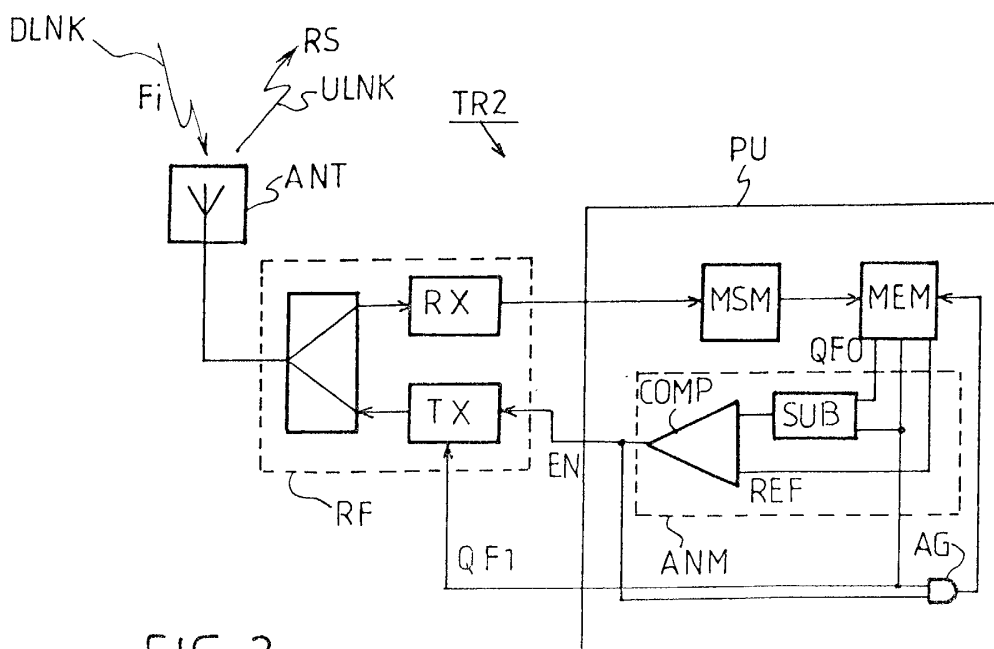 DLNK
RS
Fi
ULNK
TR2
PU
ANT
RX
MSM
MEM
QF0
COMP
TX
SUB
EN
REF
RF
ANM
AG
QF1